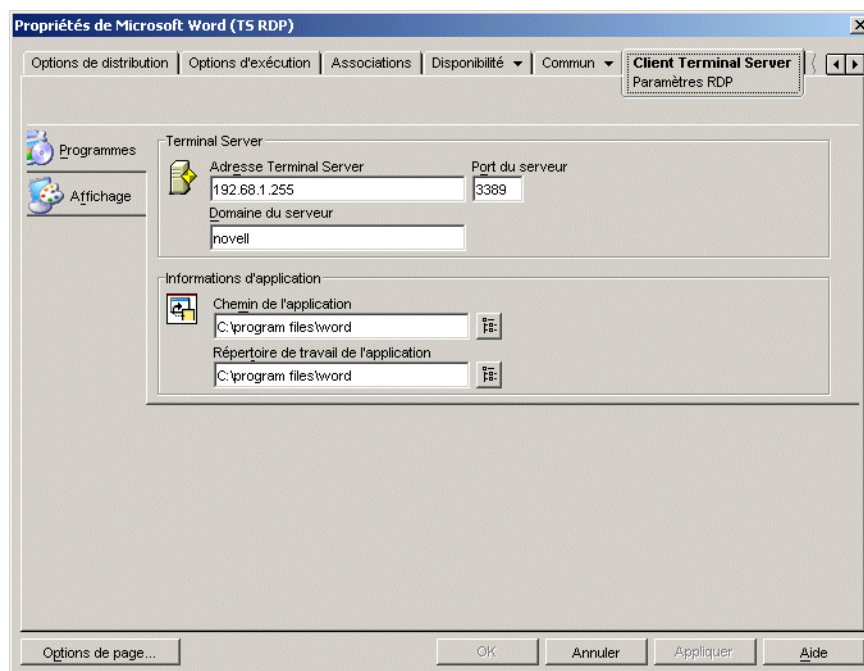 Propriétés de Microsoft Word (TS RDP)
Options de distribution Options d'exécution Associations Disponibilité Commun Client Terminal Server
Paramètres RDP
Programmes
Affichage
Terminal Server
Adresse Terminal Server Port du serveur
192.68.1.255 3389
Domaine du serveur
novell
Informations d'application
Chemin de l'application
C:\program files\word
Répertoire de travail de l'application
C:\program files\word
Options de page... OK Annuler Appliquer Aide